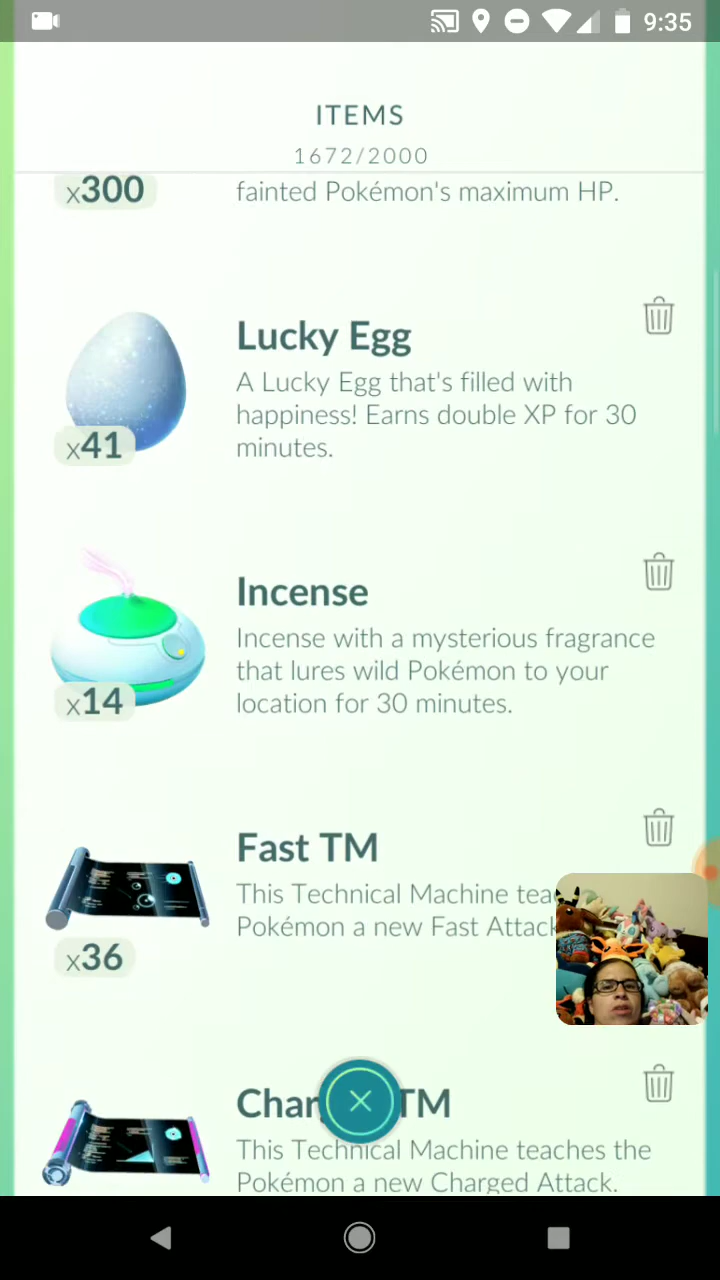 9:35
ITEMS
1672/2000
x300
fainted Pokémon's maximum HP.
Lucky Egg
A Lucky Egg that's filled with
happiness! Earns double XP for 30
minutes.
x41
Incense
Incense with a mysterious fragrance
that lures wild Pokémon to your
location for 30 minutes.
x14
Fast TM
This Technical Machine tea
Pokémon a new Fast Attack
x36
Char TM
This Technical Machine teaches the
Pokémon a new Charged Attack.